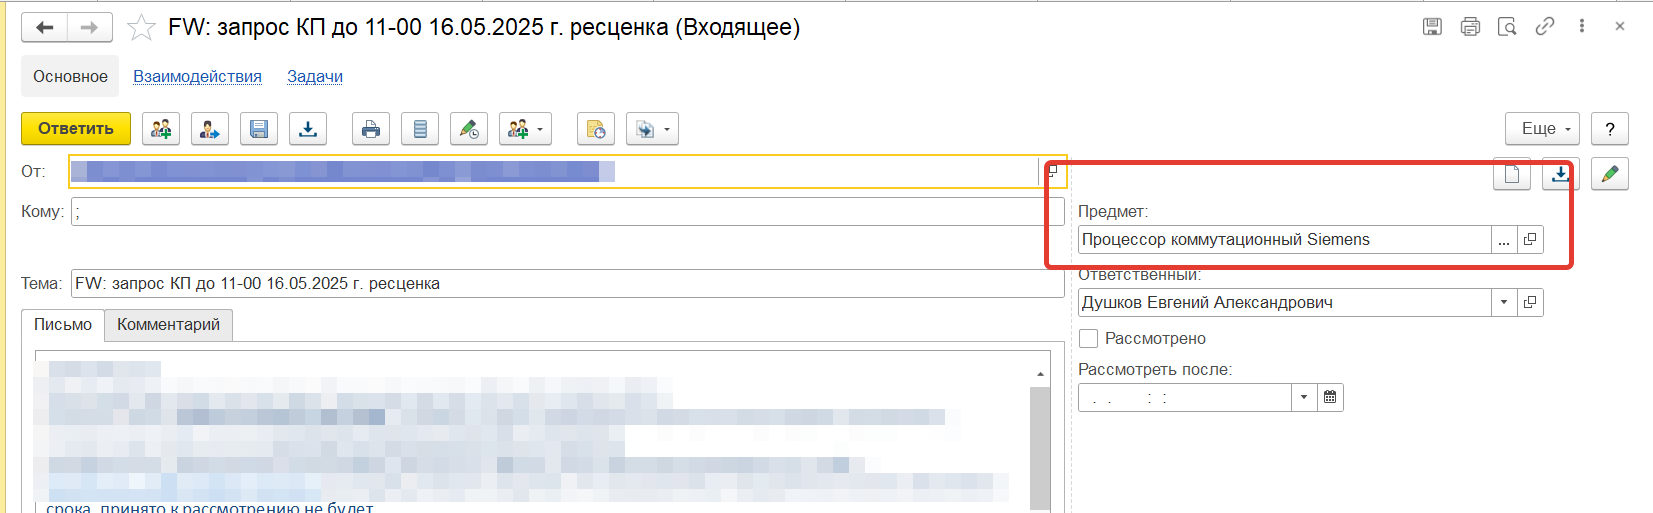 FW: запрос КП до 11-00 16.05.2025 г. ресценка (Входящее)
Основное Взаимодействия Задачи
Ответить Еще ?
От:
Кому: ;
Предмет:
Процессор коммутационный Siemens ...
Тема: FW: запрос КП до 11-00 16.05.2025 г. ресценка
Ответственный:
Душков Евгений Александрович
Письмо Комментарий
Рассмотрено
Рассмотреть после:
. . : :
срока, принято к рассмотрению не будет